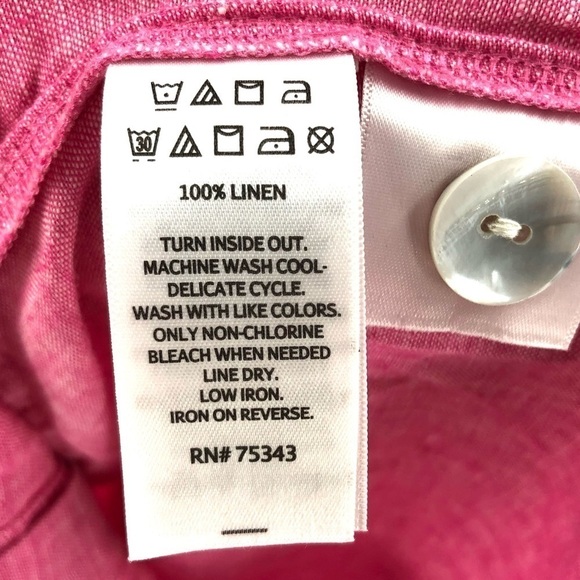 30
100% LINEN
TURN INSIDE OUT.
MACHINE WASH COOL-
DELICATE CYCLE.
WASH WITH LIKE COLORS.
ONLY NON-CHLORINE
BLEACH WHEN NEEDED
LINE DRY.
LOW IRON.
IRON ON REVERSE.
RN# 75343